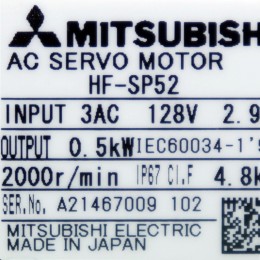 MITSUBISH
AC SERVO MOTOR
HF-SP52
INPUT 3AC 128V 2.9
OUTPUT 0.5kW IEC60034-1'
2000r/min IP67 CI.F 4.8k
SER.No. A21467009 102
MITSUBISHI ELECTRIC
MADE IN JAPAN